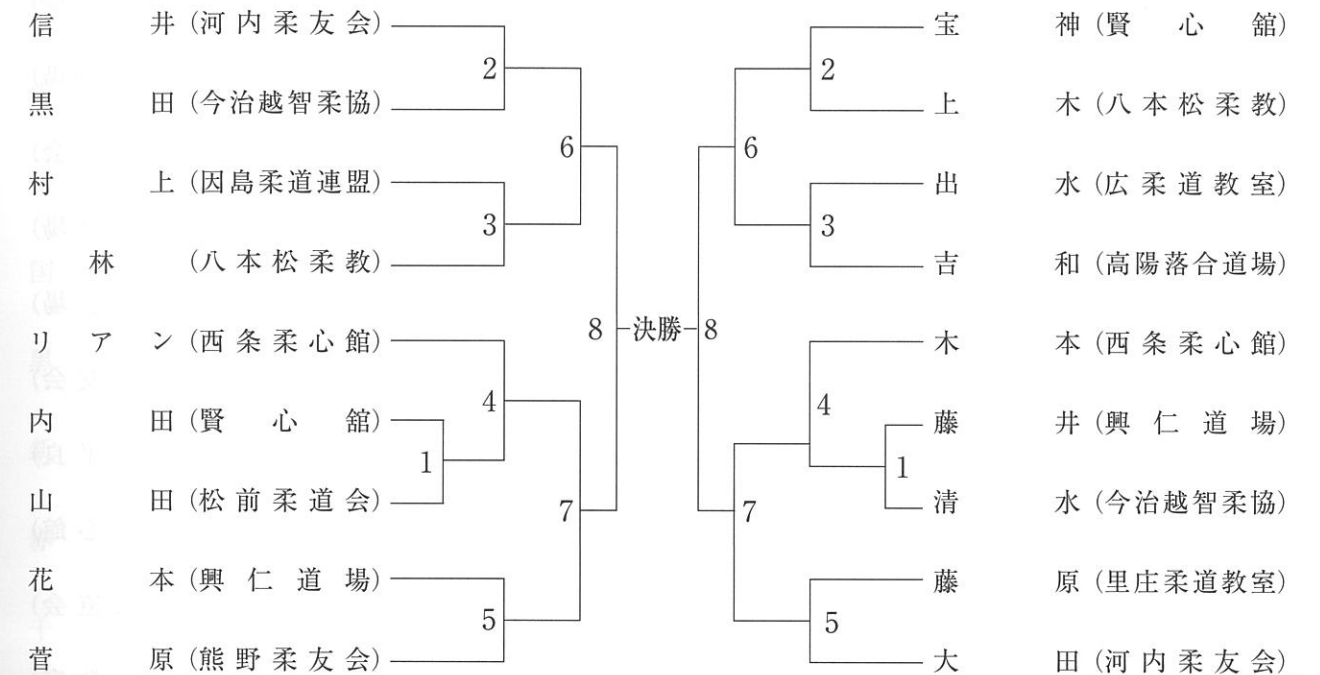 信井（河内柔友会） 宝神（賢心舘）
2 2
黒田（今治越智柔協） 上木（八本松柔教）
6 6
村上（因島柔道連盟） 出水（広柔道教室）
3 3
林（八本松柔教） 吉和（高陽落合道場）
8 決勝 8
リアン（西条柔心館） 木本（西条柔心館）
4 4
内田（賢心舘） 藤井（興仁道場）
1 1
山田（松前柔道会） 清水（今治越智柔協）
7 7
花本（興仁道場） 藤原（里庄柔道教室）
5 5
菅原（熊野柔友会） 大田（河内柔友会）